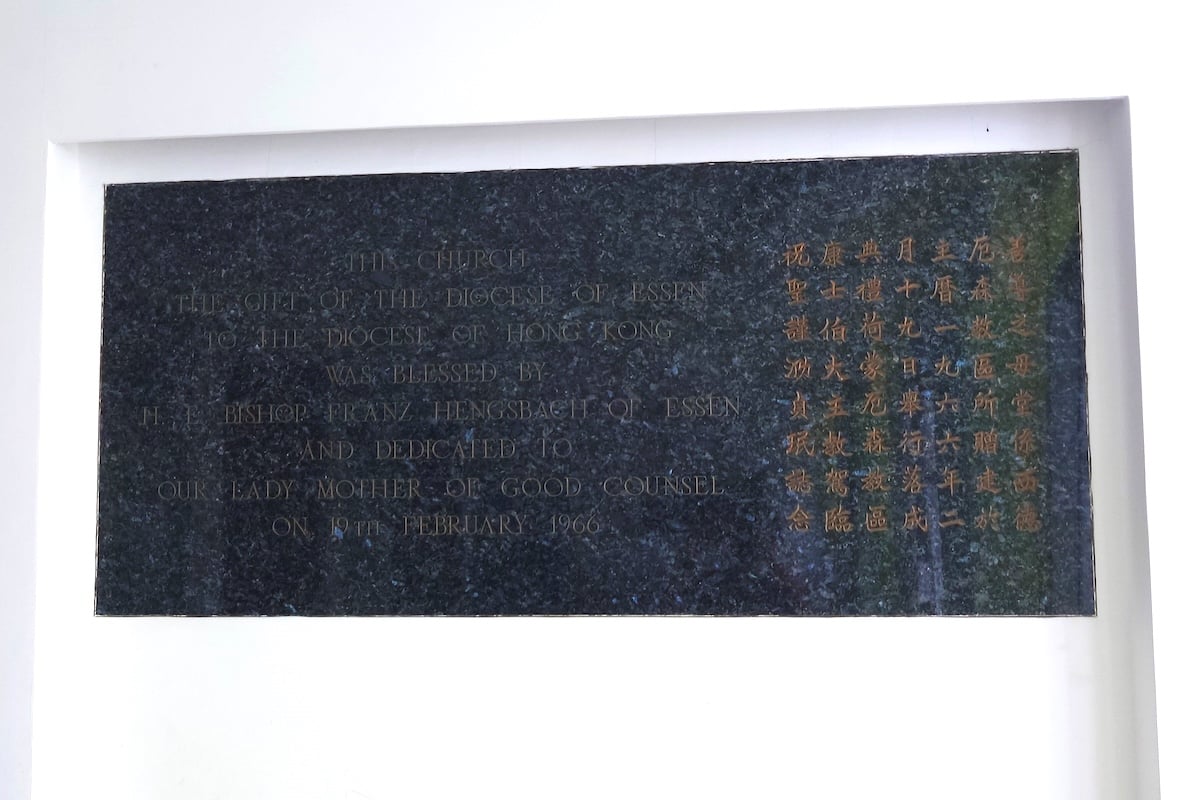 THIS CHURCH
THE GIFT OF THE DIOCESE OF ESSEN
TO THE DIOCESE OF HONG KONG
WAS BLESSED BY
H. E. BISHOP FRANZ HENGSBACH OF ESSEN
AND DEDICATED TO
OUR LADY MOTHER OF GOOD COUNSEL
ON 19TH FEBRUARY 1966
善導之母堂係西德
厄森教區所贈建於
主曆一九六六年二
月十九日舉行落成
典禮荷蒙厄森教區
康士伯大主教駕臨
祝聖謹泐貞珉誌念